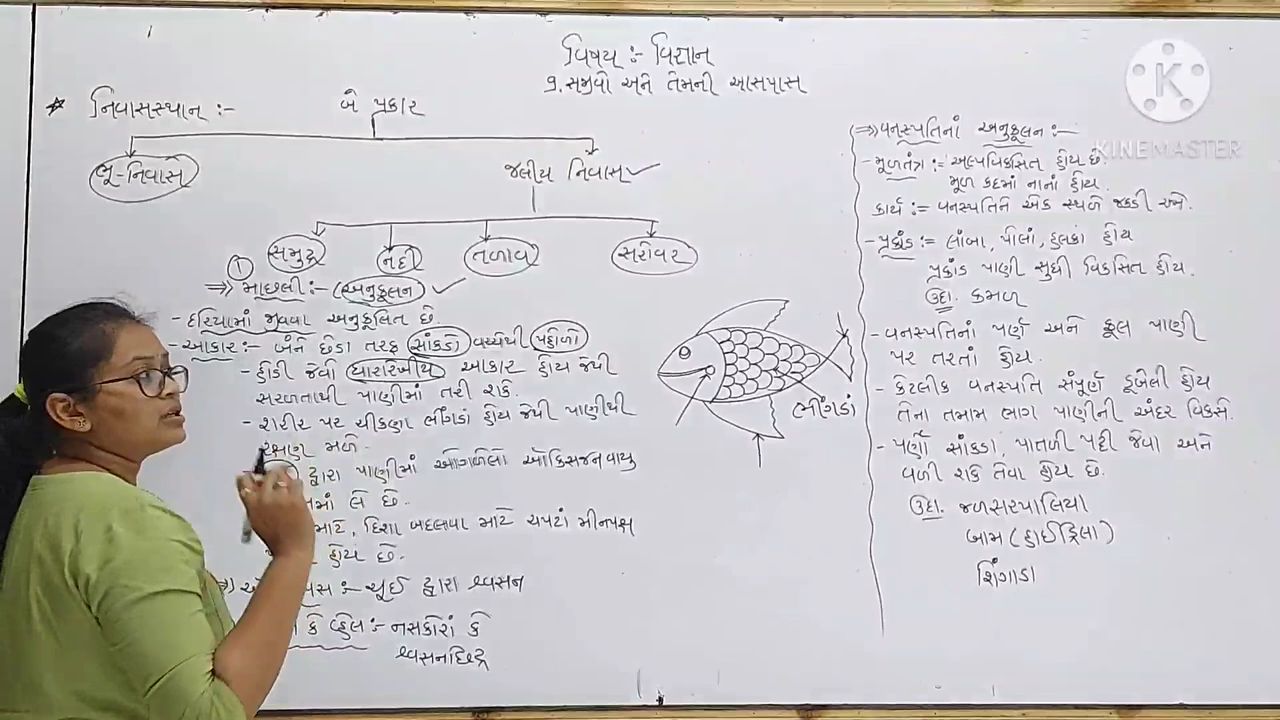 વિષય :- વિજ્ઞાન
૭. સજીવો અને તેમની આસપાસ
* નિવાસસ્થાન :-
બે પ્રકાર
ભૂ-નિવાસ
જલીય નિવાસ
સમુદ્ર
નદી
તળાવ
સરોવર
① ⇒ માછલી :- (અનુકૂલન
- દરિયામાં જીવવા અનુકૂલિત છે
- આકાર :- બંને છેડા તરફ સાંકડો વચ્ચેથી પહોળો
- હોડી જેવો ધારારેખીય આકાર હોય જેથી
સરળતાથી પાણીમાં તરી શકે
- શરીર પર ચીકણા ભીંગડાં હોય જેથી પાણીથી
રક્ષણ મળે.
દ્વારા પાણીમાં ઓગળેલો ઓકિસજનવાયુ
લે છે.
માટે, દિશા બદલવા માટે ચપટાં મીનપક્ષ
હોય છે.
:- ચૂઈ દ્વારા શ્વસન
કે વ્હેલ :- નસકોરાં કે
શ્વસનછિદ્ર
ભીંગડાં
⇒ વનસ્પતિનાં અનુકૂલન :-
- મૂળતંત્ર :- અલ્પવિકસિત હોય છે.
મૂળ કદમાં નાનાં હોય.
કાર્ય :- વનસ્પતિને એક સ્થળે જકડી રાખે.
- પ્રકાંડ :- લાંબા, પોલાં, હલકાં હોય
પ્રકાંડ પાણી સુધી વિકસિત હોય.
ઉદા. કમળ
- વનસ્પતિનાં પર્ણ અને ફૂલ પાણી
પર તરતાં હોય.
- કેટલીક વનસ્પતિ સંપૂર્ણ ડૂબેલી હોય
તેના તમામ ભાગ પાણીની અંદર વિકસે.
- પર્ણો સાંકડા, પાતળી પટ્ટી જેવા અને
વળી શકે તેવા હોય છે.
ઉદા. જળસરપોલિયા
બામ (હાઈડ્રિલા)
શિંગોડા
KINEMASTER